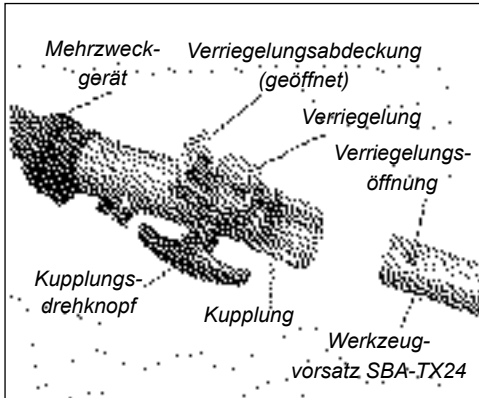 Mehrzweck-
gerät
Verriegelungsabdeckung
(geöffnet)
Verriegelung
Verriegelungs-
öffnung
Kupplungs-
drehknopf
Kupplung
Werkzeug-
vorsatz SBA-TX24